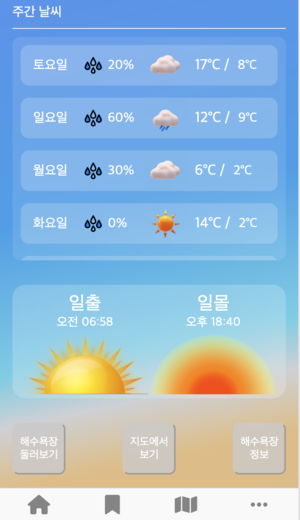 주간 날씨
토요일 20% 17°C / 8°C
일요일 60% 12°C / 9°C
월요일 30% 6°C / 2°C
화요일 0% 14°C / 2°C
일출 일몰
오전 06:58 오후 18:40
해수욕장 지도에서 해수욕장
둘러보기 보기 정보